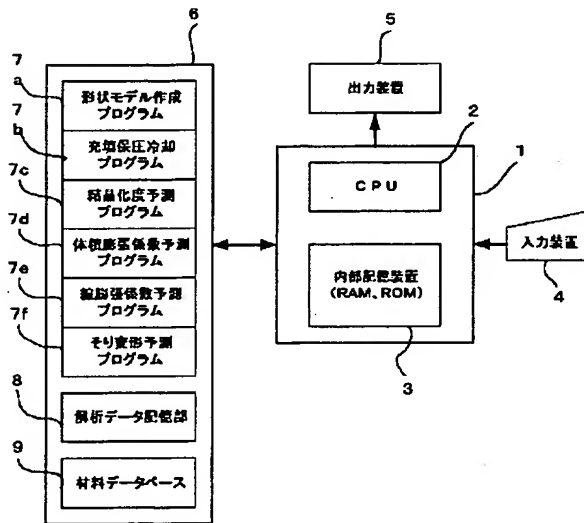 6
7
a
形状モデル作成
プログラム
7
b
充填保圧冷却
プログラム
7c
結晶化度予測
プログラム
7d
体積膨張係数予測
プログラム
7e
線膨張係数予測
プログラム
7f
そり変形予測
プログラム
8
解析データ記憶部
9
材料データベース
5
出力装置
2
1
CPU
内部記憶装置
(RAM、ROM)
3
入力装置
4